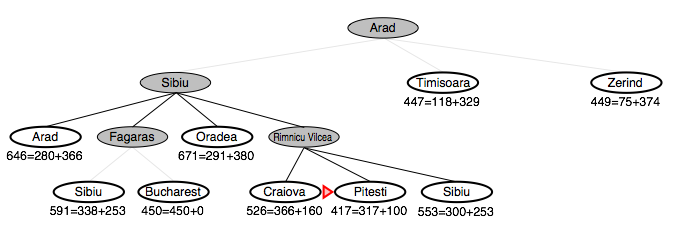 Arad
Sibiu Timisoara Zerind
447=118+329 449=75+374
Arad Fagaras Oradea Rimnicu Vilcea
646=280+366 671=291+380
Sibiu Bucharest Craiova Pitesti Sibiu
591=338+253 450=450+0 526=366+160 417=317+100 553=300+253